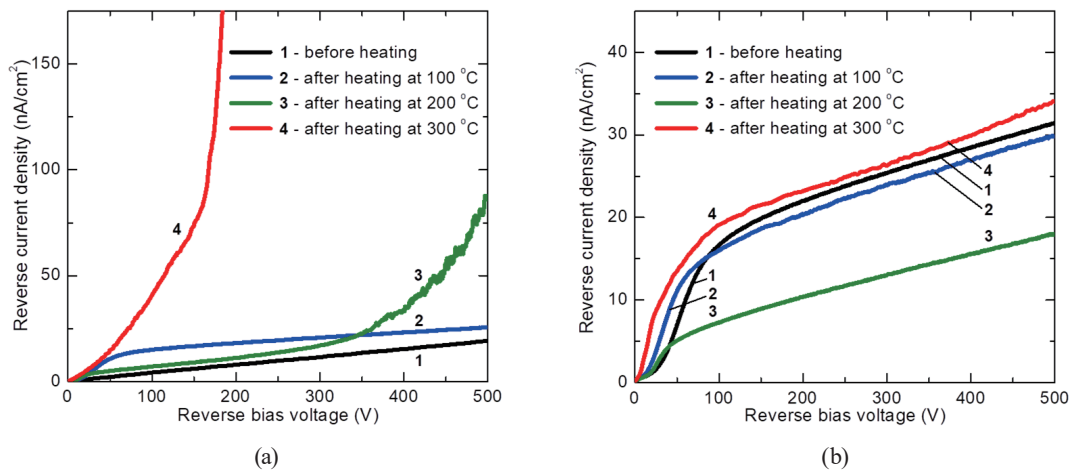 Reverse current density (nA/cm²)
150
100
50
0
1 - before heating
2 - after heating at 100 °C
3 - after heating at 200 °C
4 - after heating at 300 °C
4
3
2
1
0 100 200 300 400 500
Reverse bias voltage (V)
(a)
Reverse current density (nA/cm²)
40
30
20
10
0
1 - before heating
2 - after heating at 100 °C
3 - after heating at 200 °C
4 - after heating at 300 °C
4
4
1
2
3
1
2
3
0 100 200 300 400 500
Reverse bias voltage (V)
(b)